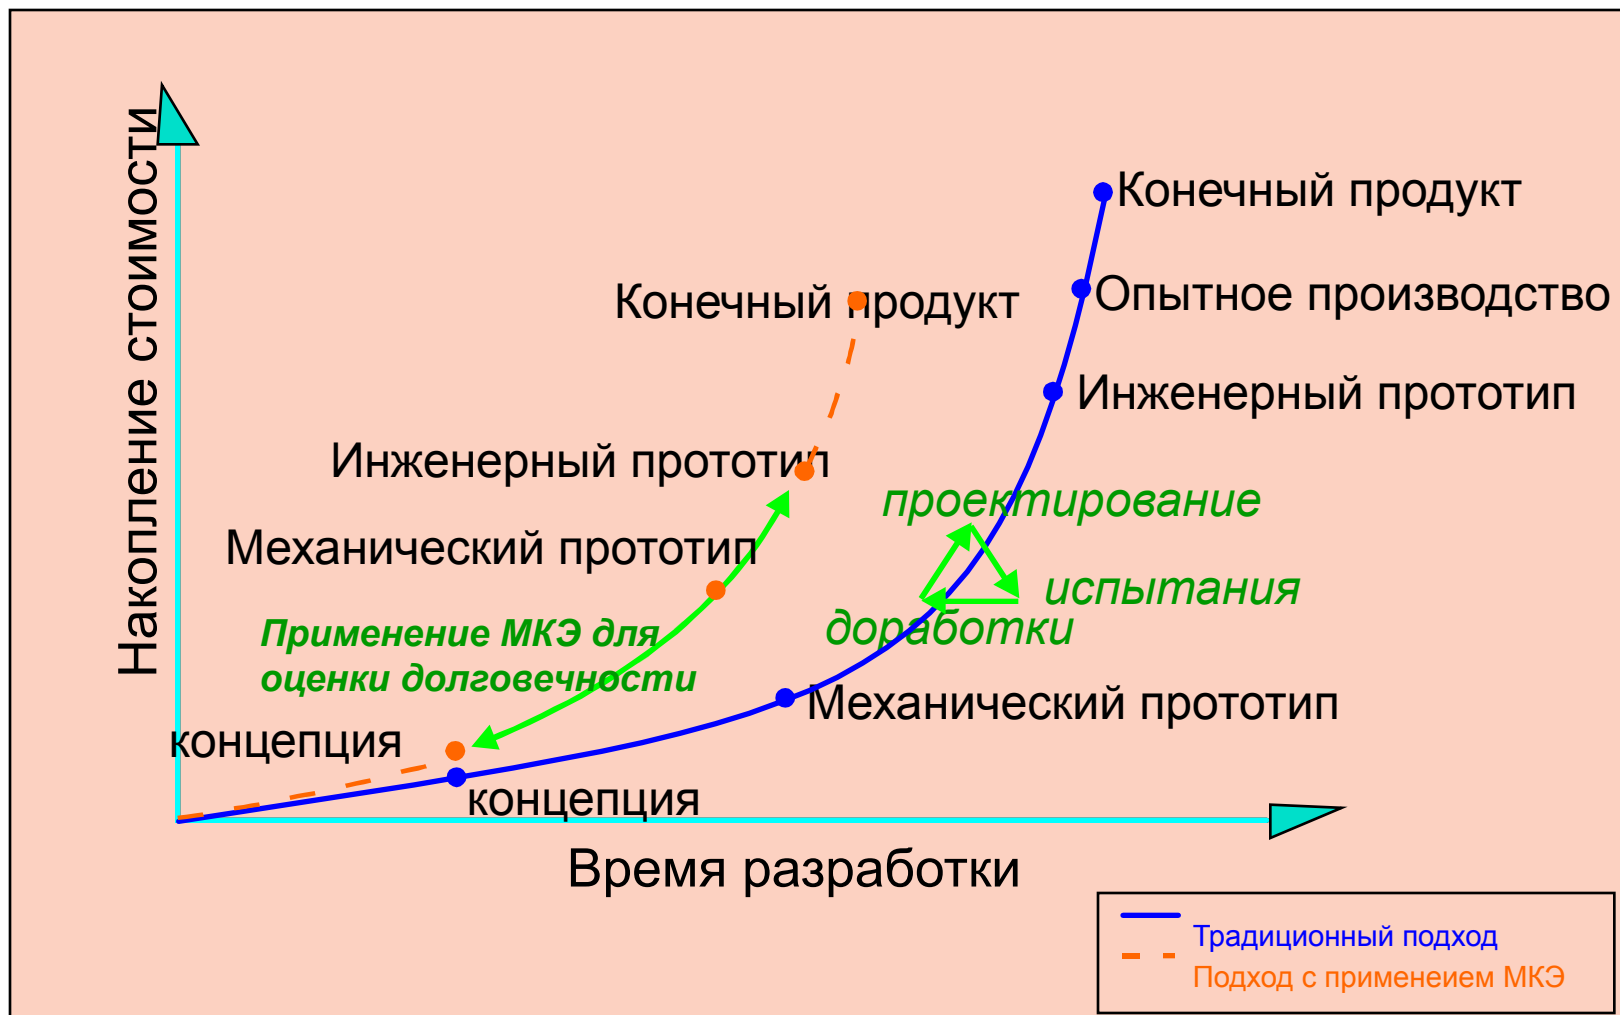 Накопление стоимости
Конечный продукт
Опытное производство
Конечный продукт
Инженерный прототип
Инженерный прототип
проектирование
Механический прототип
испытания
доработки
Применение МКЭ для
оценки долговечности
Механический прототип
концепция
концепция
Время разработки
Традиционный подход
Подход с применеием МКЭ